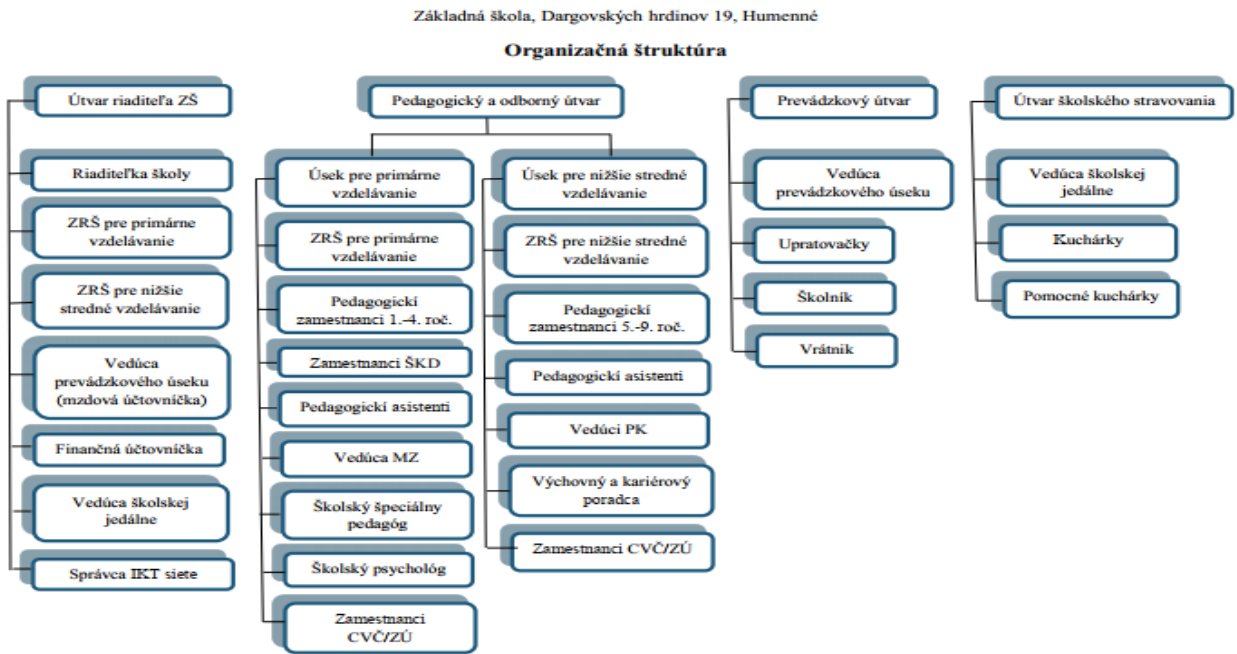 Základná škola, Dargovských hrdinov 19, Humenné
Organizačná štruktúra
Útvar riaditeľa ZŠ
Riaditeľka školy
ZRŠ pre primárne
vzdelávanie
ZRŠ pre nižšie
stredné vzdelávanie
Vedúca
prevádzkového úseku
(mzdová účtovníčka)
Finančná účtovníčka
Vedúca školskej
jedálne
Správca IKT siete
Pedagogický a odborný útvar
Úsek pre primárne
vzdelávanie
ZRŠ pre primárne
vzdelávanie
Pedagogickí
zamestnanci 1.-4. roč.
Zamestnanci ŠKD
Pedagogickí asistenti
Vedúca MZ
Školský špeciálny
pedagóg
Školský psychológ
Zamestnanci
CVČ/ZÚ
Úsek pre nižšie stredné
vzdelávanie
ZRŠ pre nižšie stredné
vzdelávanie
Pedagogickí
zamestnanci 5.-9. roč.
Pedagogickí asistenti
Vedúci PK
Výchovný a kariérový
poradca
Zamestnanci CVČ/ZÚ
Prevádzkový útvar
Vedúca
prevádzkového úseku
Upratovačky
Školník
Vrátnik
Útvar školského stravovania
Vedúca školskej
jedálne
Kuchárky
Pomocné kuchárky